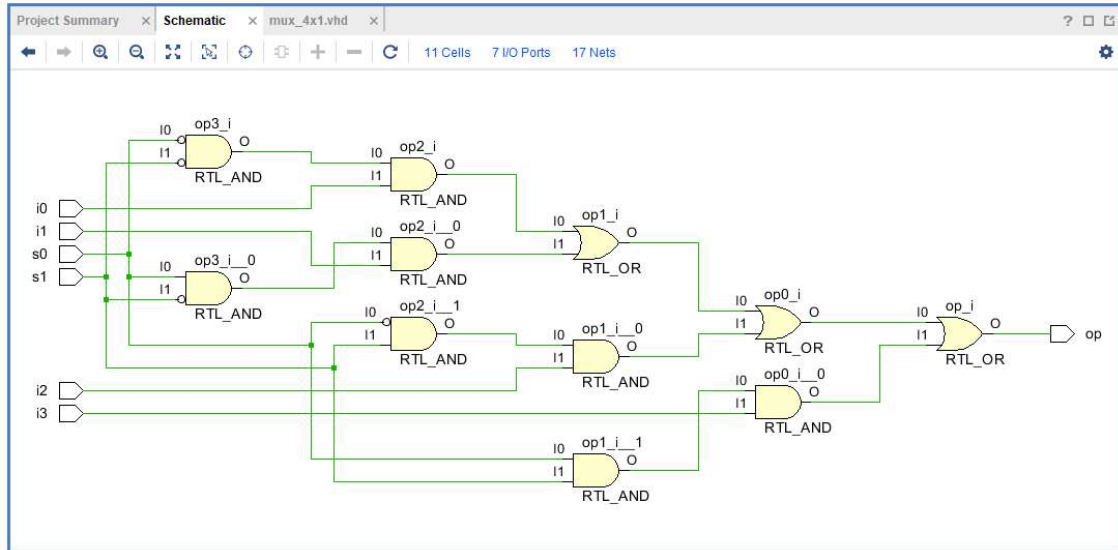 Project Summary × Schematic × mux_4x1.vhd × ?
11 Cells 7 I/O Ports 17 Nets
op3_i
I0
O
I1
RTL_AND
op2_i
I0
O
I1
RTL_AND
i0
i1
s0
s1
op2_i__0
I0
O
I1
RTL_AND
op1_i
I0
O
I1
RTL_OR
op3_i__0
I0
O
I1
RTL_AND
op2_i__1
I0
O
I1
RTL_AND
op0_i
I0
O
I1
RTL_OR
op_i
I0
O
I1
RTL_OR
op
op1_i__0
I0
O
I1
RTL_AND
i2
i3
op0_i__0
I0
O
I1
RTL_AND
op1_i__1
I0
O
I1
RTL_AND